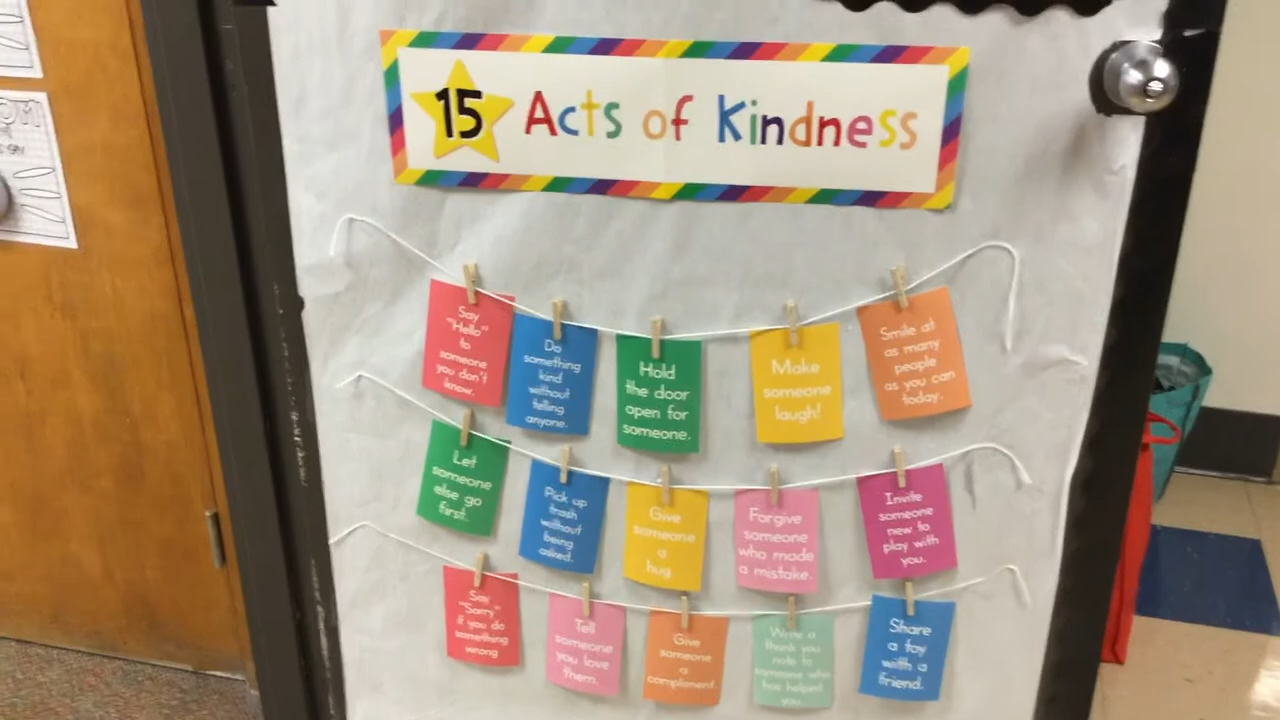 15 Acts of Kindness
Say
"Hello"
to
someone
you don't
know.
Do
something
kind
without
telling
anyone.
Hold
the door
open for
someone.
Make
someone
laugh!
Smile at
as many
people
as you can
today.
Let
someone
else go
first.
Pick up
trash
without
being
asked.
Give
someone
a
hug
Forgive
someone
who made
a mistake.
Invite
someone
new to
play with
you.
Say
"Sorry"
if you do
something
wrong
Tell
someone
you love
them.
Give
someone
a
compliment.
Write a
thank you
note to
someone who
has helped
you.
Share
a toy
with a
friend.